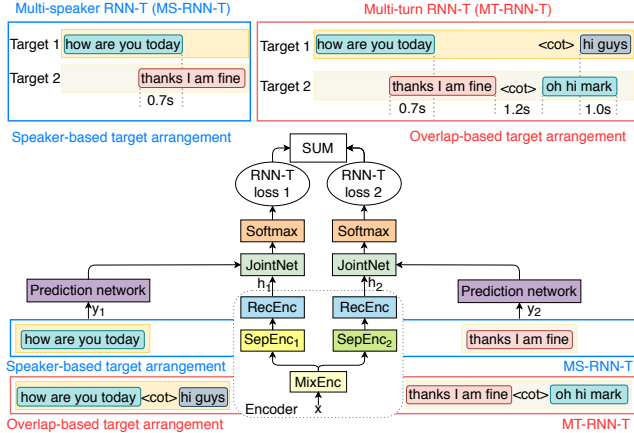 Multi-speaker RNN-T (MS-RNN-T)
Target 1 how are you today
Target 2 thanks I am fine
0.7s
Speaker-based target arrangement
Multi-turn RNN-T (MT-RNN-T)
Target 1 how are you today <cot> hi guys
Target 2 thanks I am fine <cot> oh hi mark
0.7s 1.2s 1.0s
Overlap-based target arrangement
SUM
RNN-T loss 1
RNN-T loss 2
Softmax Softmax
JointNet JointNet
h1 h2
Prediction network RecEnc RecEnc Prediction network
y1 y2
how are you today SepEnc1 SepEnc2 thanks I am fine
Speaker-based target arrangement MS-RNN-T
MixEnc
how are you today <cot> hi guys thanks I am fine <cot> oh hi mark
Encoder x
Overlap-based target arrangement MT-RNN-T